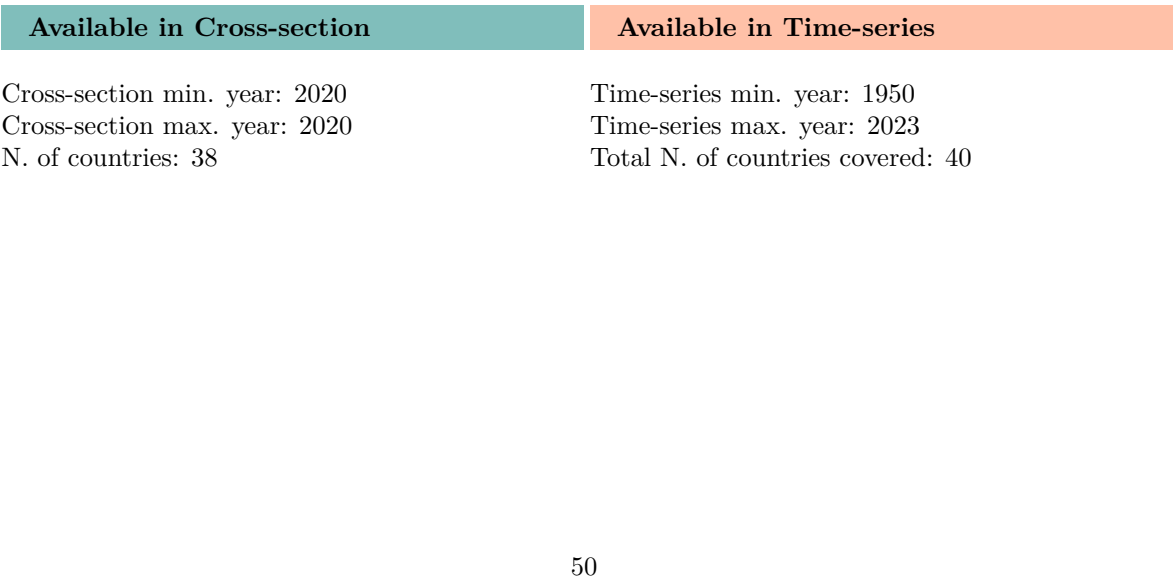 Available in Cross-section
Cross-section min. year: 2020
Cross-section max. year: 2020
N. of countries: 38
Available in Time-series
Time-series min. year: 1950
Time-series max. year: 2023
Total N. of countries covered: 40
50